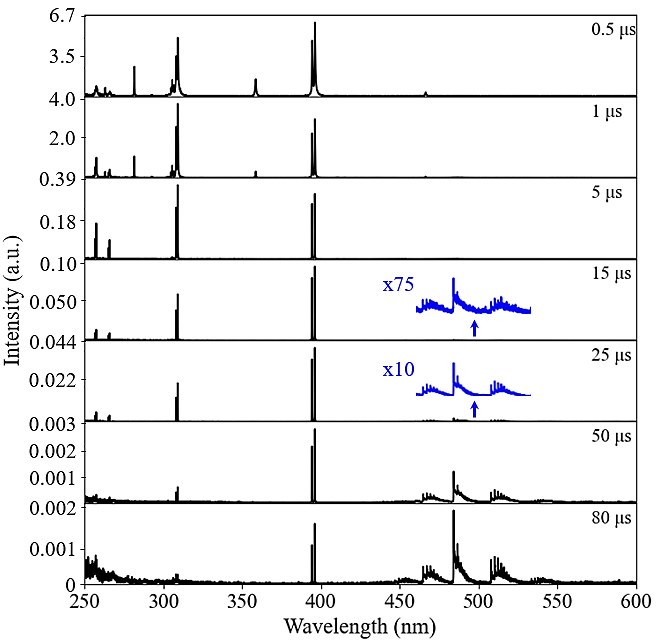 6.7
0.5 μs
3.5
4.0
1 μs
2.0
0.39
5 μs
0.18
0.10
15 μs
x75
0.050
0.044
25 μs
x10
0.022
0.003
50 μs
0.002
0.001
0.002
80 μs
0.001
0
250 300 350 400 450 500 550 600
Wavelength (nm)
Intensity (a.u.)